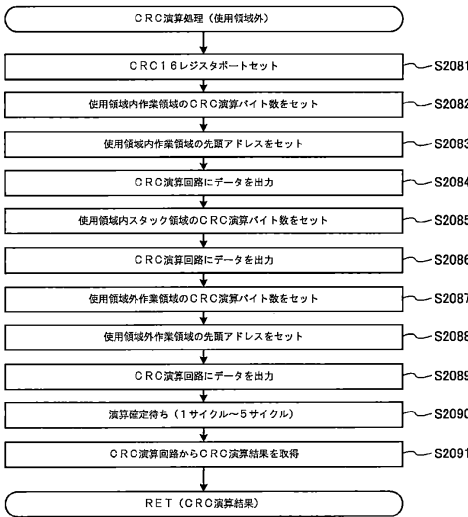 ＣＲＣ演算処理（使用領域外）
ＣＲＣ１６レジスタポートセット
S2081
使用領域内作業領域のＣＲＣ演算バイト数をセット
S2082
使用領域内作業領域の先頭アドレスをセット
S2083
ＣＲＣ演算回路にデータを出力
S2084
使用領域内スタック領域のＣＲＣ演算バイト数をセット
S2085
ＣＲＣ演算回路にデータを出力
S2086
使用領域外作業領域のＣＲＣ演算バイト数をセット
S2087
使用領域外作業領域の先頭アドレスをセット
S2088
ＣＲＣ演算回路にデータを出力
S2089
演算確定待ち（１サイクル～５サイクル）
S2090
ＣＲＣ演算回路からＣＲＣ演算結果を取得
S2091
ＲＥＴ（ＣＲＣ演算結果）